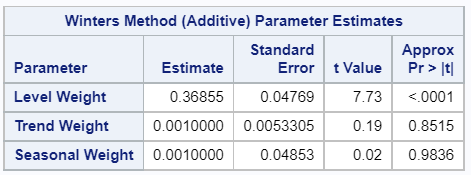 Winters Method (Additive) Parameter Estimates
Parameter Estimate Standard Error t Value Approx Pr > |t|
Level Weight 0.36855 0.04769 7.73 <.0001
Trend Weight 0.0010000 0.0053305 0.19 0.8515
Seasonal Weight 0.0010000 0.04853 0.02 0.9836